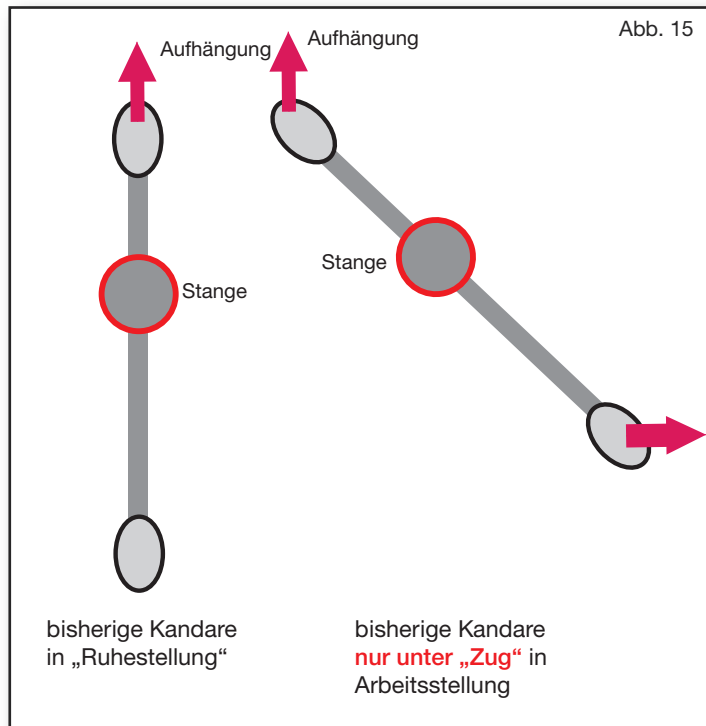 Abb. 15
Aufhängung
Aufhängung
Stange
Stange
bisherige Kandare
in „Ruhestellung“
bisherige Kandare
nur unter „Zug“ in
Arbeitsstellung